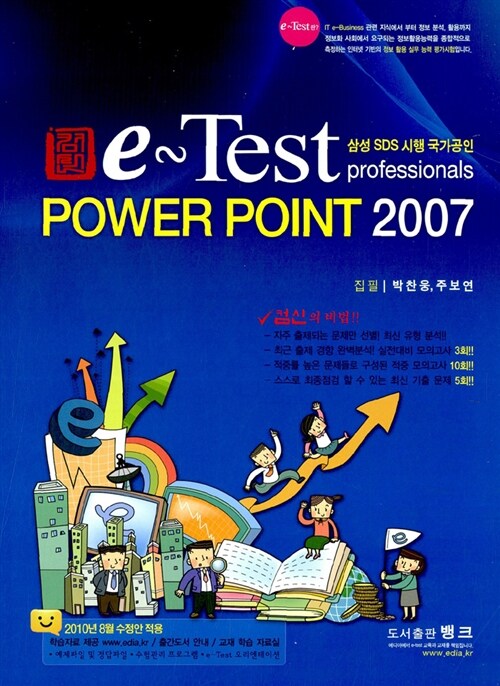 e~Test란?
IT e-Business 관련 지식에서 부터 정보 분석, 활용까지
정보화 사회에서 요구되는 정보활용능력을 종합적으로
측정하는 인터넷 기반의 정보 활용 실무 능력 평가시험입니다.
e~Test
삼성 SDS 시행 국가공인
professionals
POWER POINT 2007
집필 | 박찬웅, 주보연
✓점신의 비법!!
- 자주 출제되는 문제만 선별! 최신 유형 분석!!
- 최근 출제 경향 완벽분석! 실전대비 모의고사 3회!!
- 적중률 높은 문제들로 구성된 적중 모의고사 10회!!
- 스스로 최종점검 할 수 있는 최신 기출 문제 5회!!
e
e
e
2010년 8월 수정안 적용
학습자료 제공 www.edia.kr / 출간도서 안내 / 교재 학습 자료실
• 예제파일 및 정답파일 • 수험관리 프로그램 • e-Test 오리엔테이션
도서출판 뱅크
www.edia.kr